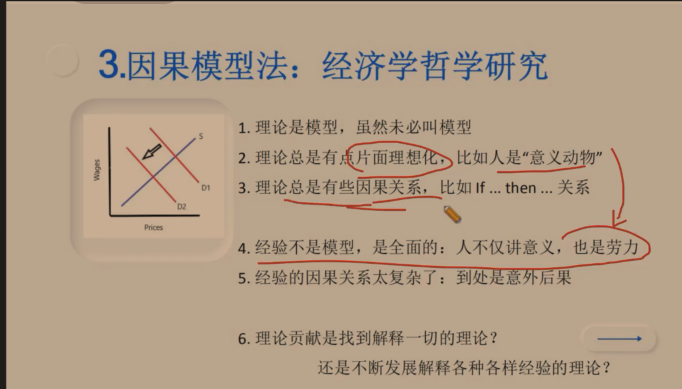 3.因果模型法：经济学哲学研究
1. 理论是模型，虽然未必叫模型
2. 理论总是有点片面理想化，比如人是“意义动物”
3. 理论总是有些因果关系，比如 If ... then ... 关系
Wages
S
D1
D2
Prices
4. 经验不是模型，是全面的：人不仅讲意义，也是劳力
5. 经验的因果关系太复杂了：到处是意外后果
6. 理论贡献是找到解释一切的理论？
还是不断发展解释各种各样经验的理论？